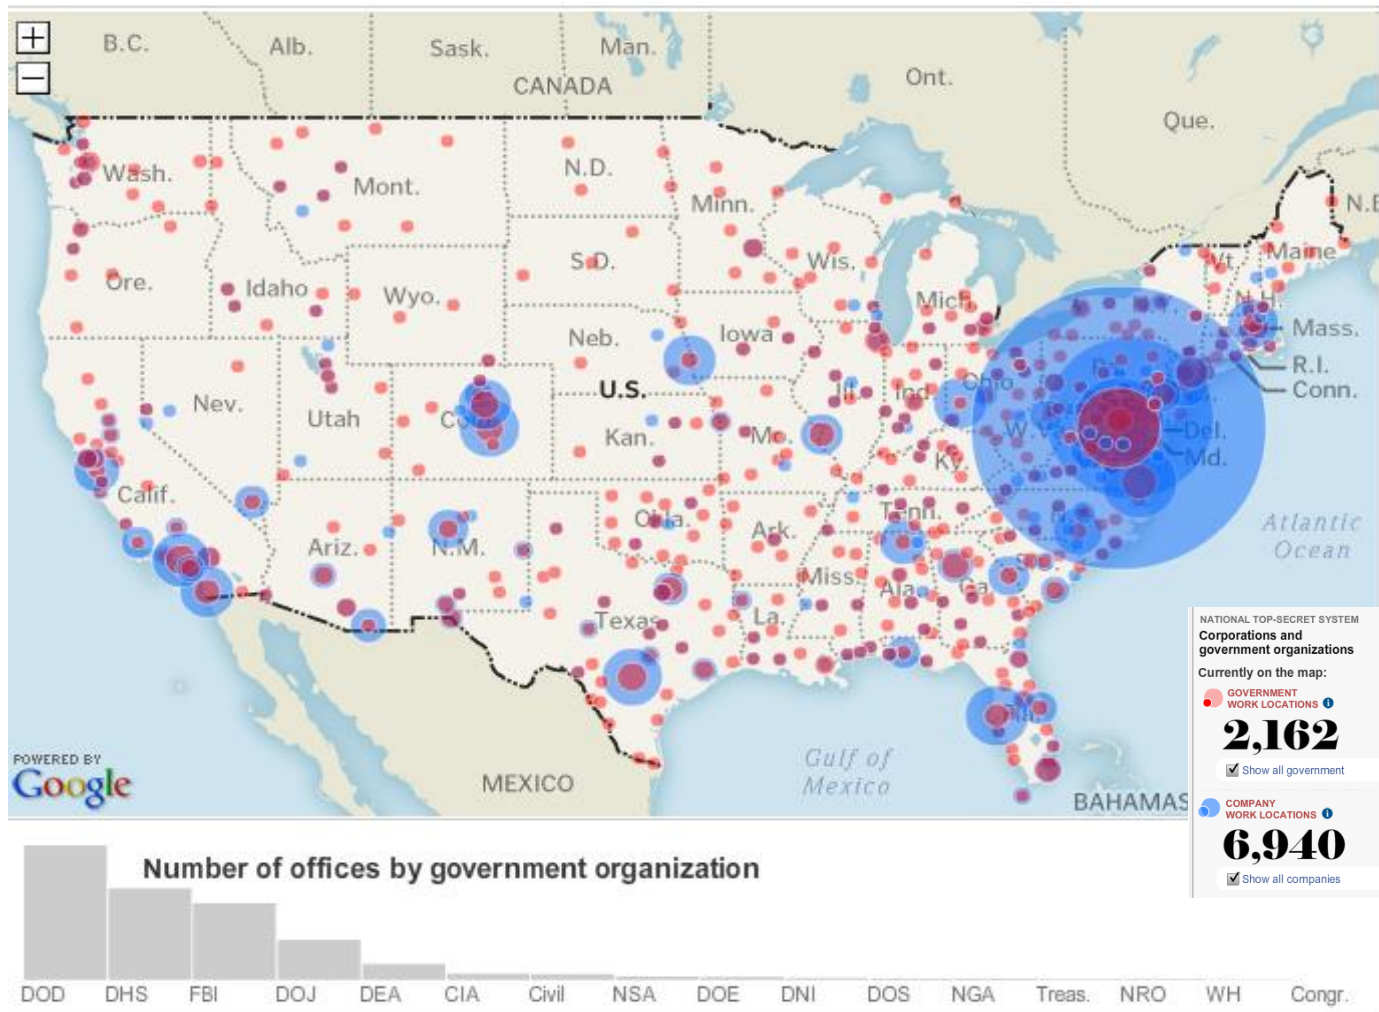 +
−
B.C.
Alb.
Sask.
Man.
CANADA
Ont.
Que.
N.B
Wash.
Mont.
N.D.
Minn.
Maine
Vt
Ore.
Idaho
Wyo.
S.D.
Wis.
Mich.
N.H.
Mass.
R.I.
Conn.
Nev.
Utah
Neb.
Iowa
U.S.
Ill.
Ind.
Ohio
Calif.
Kan.
Mo.
Ky.
Del.
Md.
Ariz.
N.M.
Okla.
Ark.
Tenn.
Atlantic
Ocean
Texas
La.
Miss.
Ala.
Ga.
Fla.
MEXICO
Gulf of
Mexico
BAHAMAS
POWERED BY
Google
NATIONAL TOP-SECRET SYSTEM
Corporations and
government organizations
Currently on the map:
GOVERNMENT
WORK LOCATIONS i
2,162
Show all government
COMPANY
WORK LOCATIONS i
6,940
Show all companies
Number of offices by government organization
DOD DHS FBI DOJ DEA CIA Civil NSA DOE DNI DOS NGA Treas. NRO WH Congr.